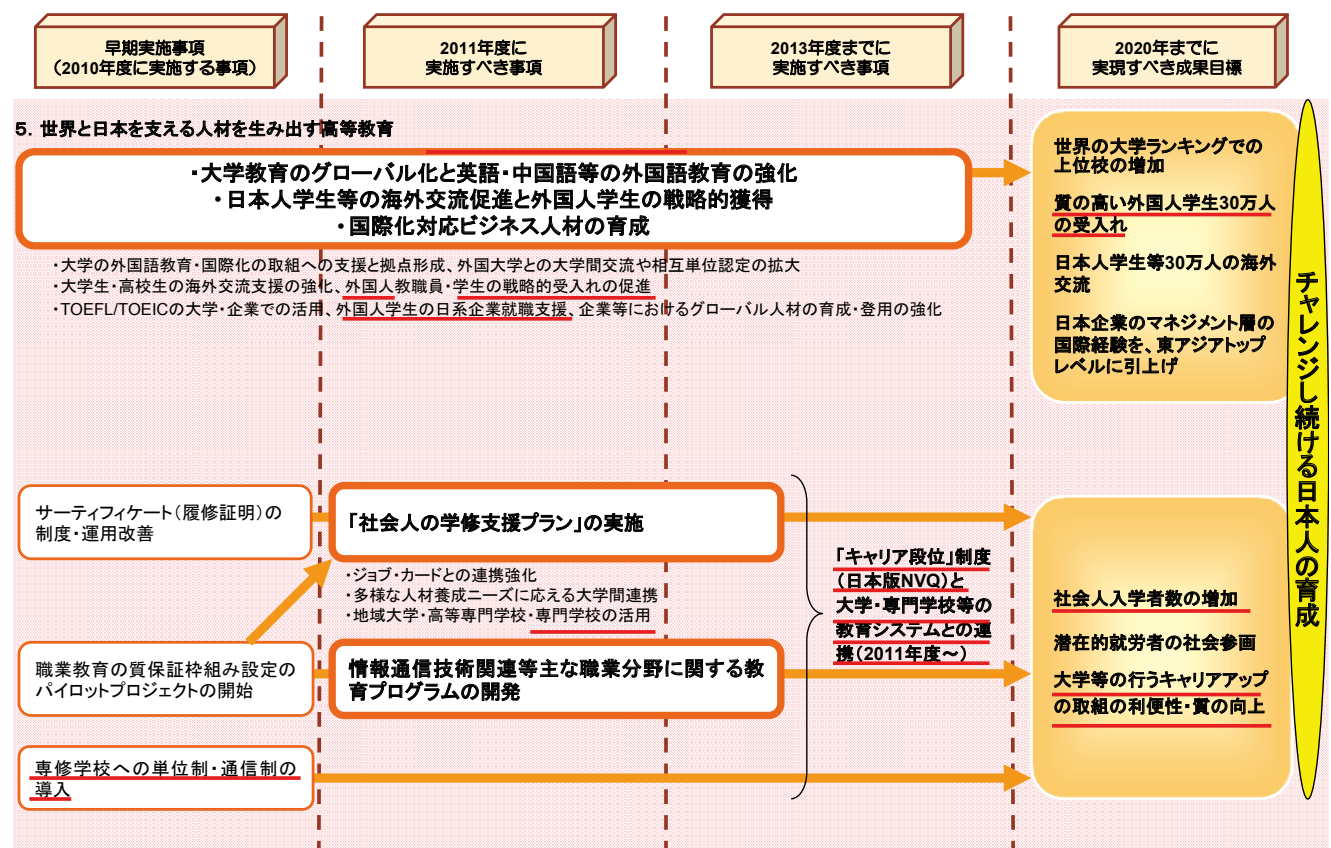 早期実施事項
(2010年度に実施する事項)
2011年度に
実施すべき事項
2013年度までに
実施すべき事項
2020年までに
実現すべき成果目標
5. 世界と日本を支える人材を生み出す高等教育
・大学教育のグローバル化と英語・中国語等の外国語教育の強化
・日本人学生等の海外交流促進と外国人学生の戦略的獲得
・国際化対応ビジネス人材の育成
・大学の外国語教育・国際化の取組への支援と拠点形成、外国大学との大学間交流や相互単位認定の拡大
・大学生・高校生の海外交流支援の強化、外国人教職員・学生の戦略的受入れの促進
・TOEFL/TOEICの大学・企業での活用、外国人学生の日系企業就職支援、企業等におけるグローバル人材の育成・登用の強化
世界の大学ランキングでの
上位校の増加
質の高い外国人学生30万人
の受入れ
日本人学生等30万人の海外
交流
日本企業のマネジメント層の
国際経験を、東アジアトップ
レベルに引上げ
チャレンジし続ける日本人の育成
サーティフィケート(履修証明)の
制度・運用改善
「社会人の学修支援プラン」の実施
・ジョブ・カードとの連携強化
・多様な人材養成ニーズに応える大学間連携
・地域大学・高等専門学校・専門学校の活用
職業教育の質保証枠組み設定の
パイロットプロジェクトの開始
情報通信技術関連等主な職業分野に関する教
育プログラムの開発
専修学校への単位制・通信制の
導入
「キャリア段位」制度
(日本版NVQ)と
大学・専門学校等の
教育システムとの連
携(2011年度~)
社会人入学者数の増加
潜在的就労者の社会参画
大学等の行うキャリアアップ
の取組の利便性・質の向上